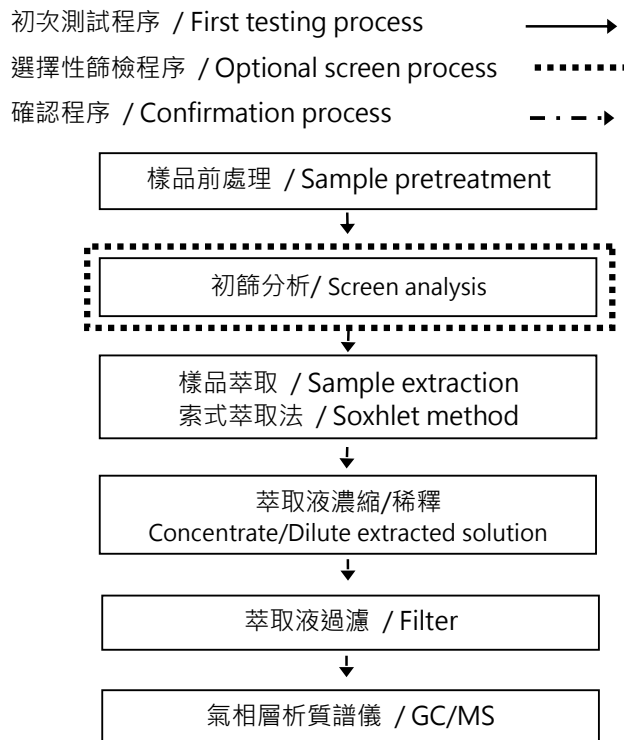 初次測試程序 / First testing process
選擇性篩檢程序 / Optional screen process
確認程序 / Confirmation process
樣品前處理 / Sample pretreatment
初篩分析/ Screen analysis
樣品萃取 / Sample extraction
索式萃取法 / Soxhlet method
萃取液濃縮/稀釋
Concentrate/Dilute extracted solution
萃取液過濾 / Filter
氣相層析質譜儀 / GC/MS